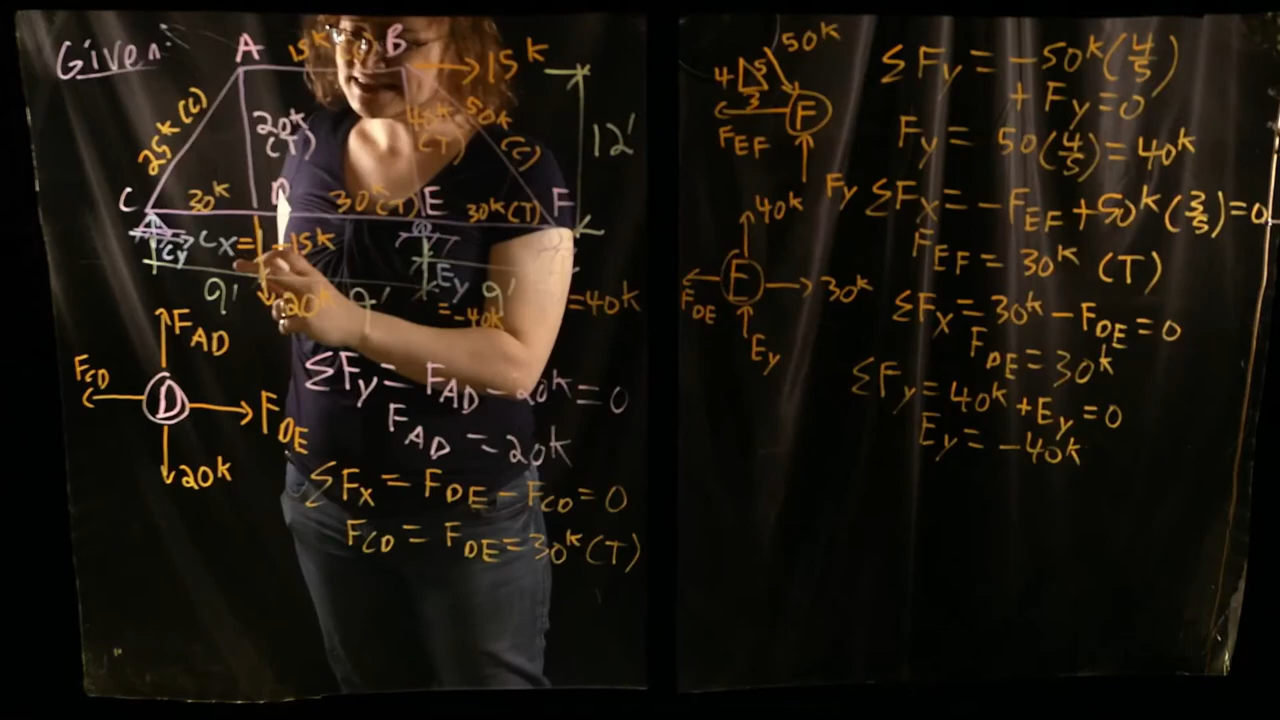 Given:
A 15k B 15k
25k (C) 20k (T) 40k (T) 50k (C) 12'
C 30k D 30k(T) E 30k(T) F
Cx = -15k
Cy 20k Ey = -40k = 40k
9' 9' 9'
FAD
FCD D FDE
20k
ΣFy = FAD - 20k = 0
FAD = 20k
ΣFx = FDE - FCD = 0
FCD = FDE = 30k (T)
50k
4 5 3
FEF F
Fy
ΣFy = -50k(4/5)
+ Fy = 0
Fy = 50(4/5) = 40k
ΣFx = -FEF + 50k(3/5) = 0
FEF = 30k (T)
40k
FDE E 30k
Ey
ΣFx = 30k - FDE = 0
FDE = 30k
ΣFy = 40k + Ey = 0
Ey = -40k